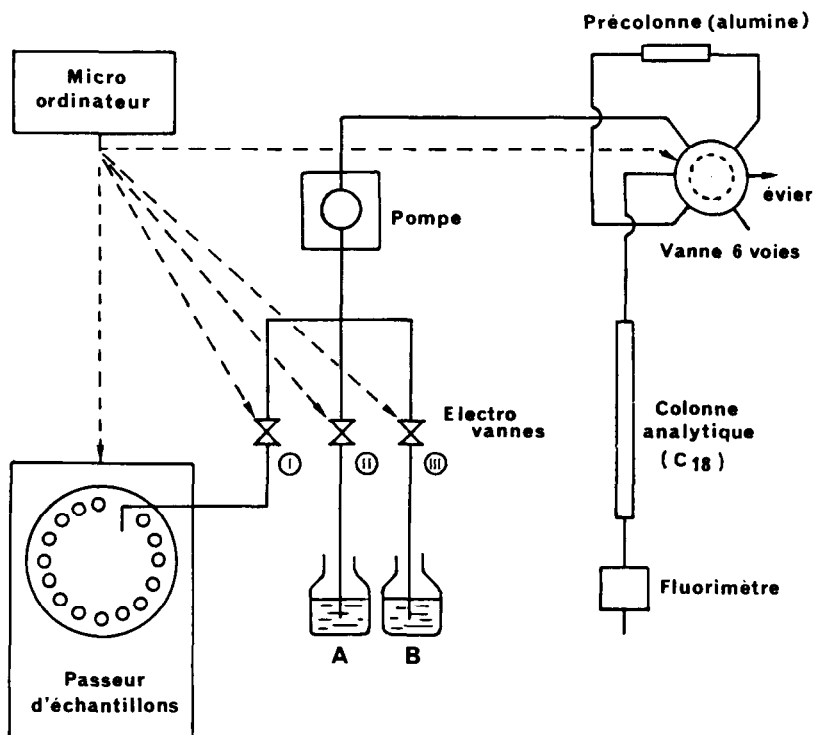 Précolonne (alumine)
Micro
ordinateur
évier
Pompe
Vanne 6 voies
Electro
vannes
I
II
III
Colonne
analytique
(C18)
Fluorimètre
A
B
Passeur
d'échantillons